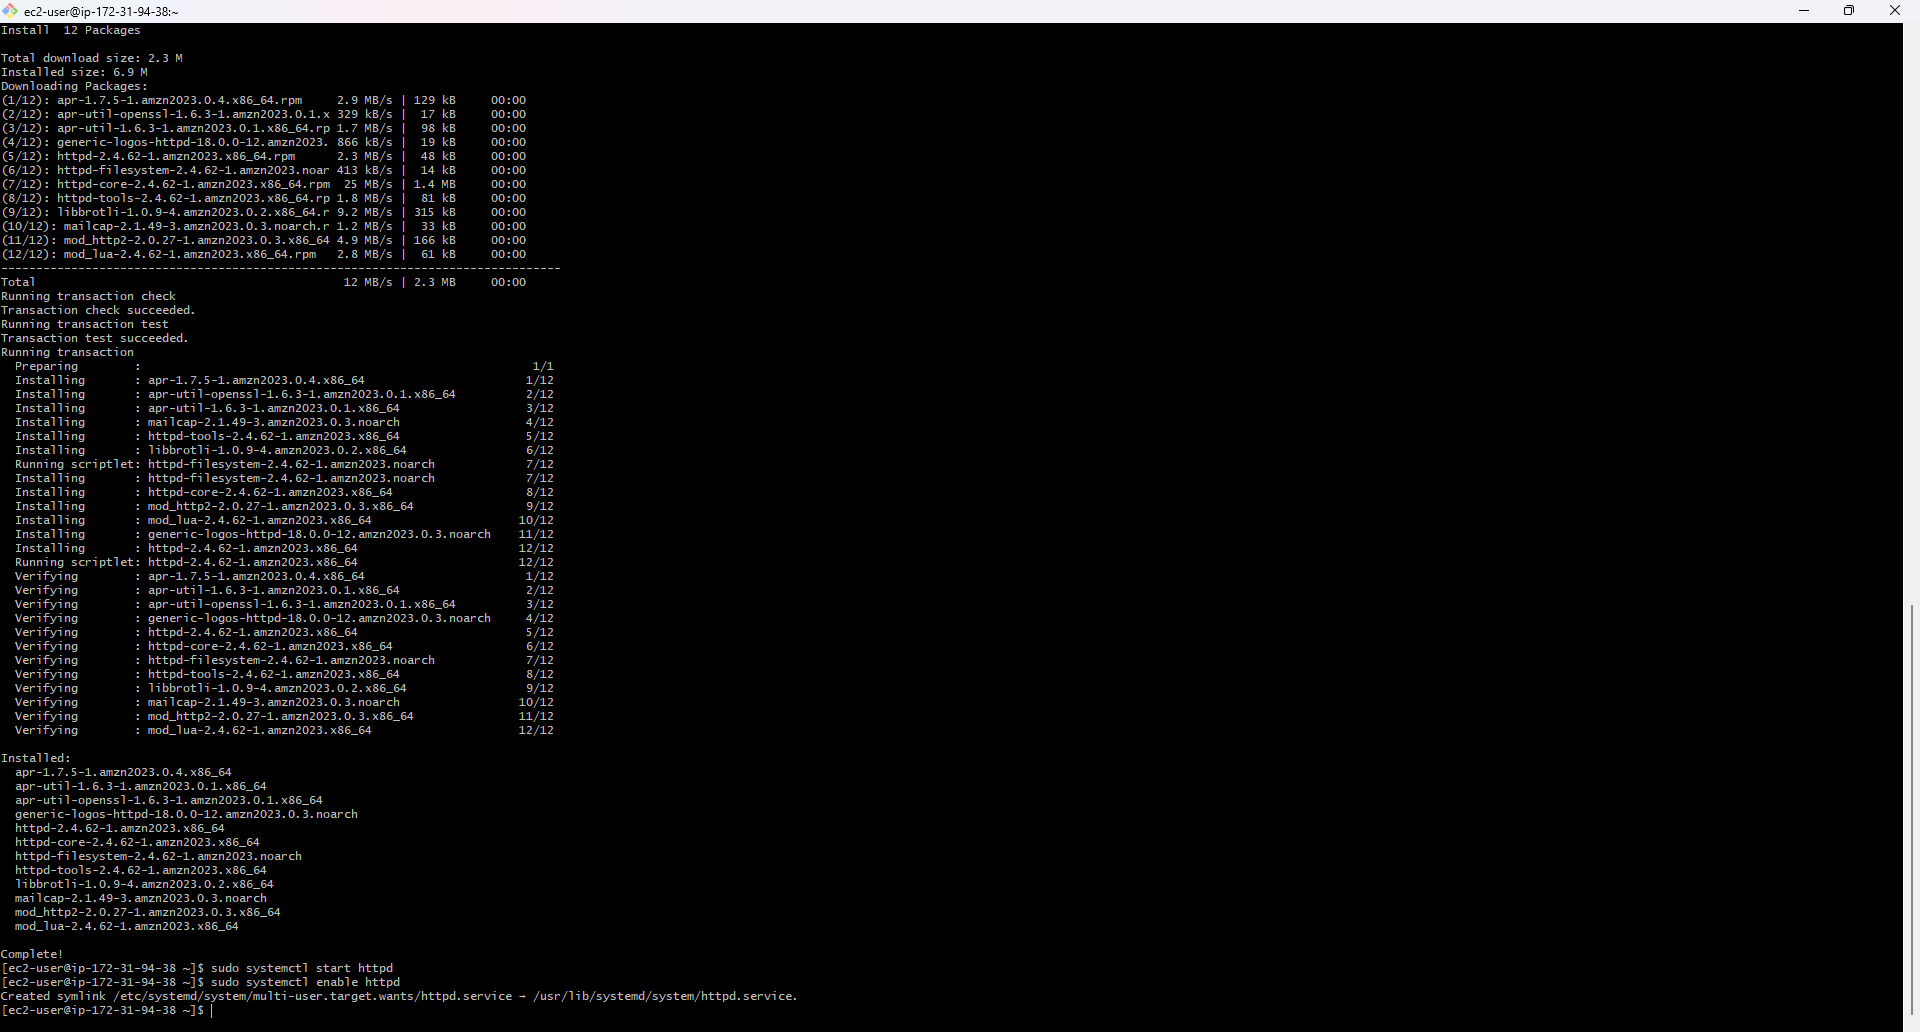 ec2-user@ip-172-31-94-38:~
Install  12 Packages
Total download size: 2.3 M
Installed size: 6.9 M
Downloading Packages:
(1/12): apr-1.7.5-1.amzn2023.0.4.x86_64.rpm     2.9 MB/s | 129 kB     00:00
(2/12): apr-util-openssl-1.6.3-1.amzn2023.0.1.x 329 kB/s |  17 kB     00:00
(3/12): apr-util-1.6.3-1.amzn2023.0.1.x86_64.rp 1.7 MB/s |  98 kB     00:00
(4/12): generic-logos-httpd-18.0.0-12.amzn2023. 866 kB/s |  19 kB     00:00
(5/12): httpd-2.4.62-1.amzn2023.x86_64.rpm      2.3 MB/s |  48 kB     00:00
(6/12): httpd-filesystem-2.4.62-1.amzn2023.noar 413 kB/s |  14 kB     00:00
(7/12): httpd-core-2.4.62-1.amzn2023.x86_64.rpm  25 MB/s | 1.4 MB     00:00
(8/12): httpd-tools-2.4.62-1.amzn2023.x86_64.rp 1.8 MB/s |  81 kB     00:00
(9/12): libbrotli-1.0.9-4.amzn2023.0.2.x86_64.r 9.2 MB/s | 315 kB     00:00
(10/12): mailcap-2.1.49-3.amzn2023.0.3.noarch.r 1.2 MB/s |  33 kB     00:00
(11/12): mod_http2-2.0.27-1.amzn2023.0.3.x86_64 4.9 MB/s | 166 kB     00:00
(12/12): mod_lua-2.4.62-1.amzn2023.x86_64.rpm   2.8 MB/s |  61 kB     00:00
--------------------------------------------------------------------------------
Total                                            12 MB/s | 2.3 MB     00:00
Running transaction check
Transaction check succeeded.
Running transaction test
Transaction test succeeded.
Running transaction
  Preparing        :                                                        1/1
  Installing       : apr-1.7.5-1.amzn2023.0.4.x86_64                       1/12
  Installing       : apr-util-openssl-1.6.3-1.amzn2023.0.1.x86_64          2/12
  Installing       : apr-util-1.6.3-1.amzn2023.0.1.x86_64                  3/12
  Installing       : mailcap-2.1.49-3.amzn2023.0.3.noarch                  4/12
  Installing       : httpd-tools-2.4.62-1.amzn2023.x86_64                  5/12
  Installing       : libbrotli-1.0.9-4.amzn2023.0.2.x86_64                 6/12
  Running scriptlet: httpd-filesystem-2.4.62-1.amzn2023.noarch             7/12
  Installing       : httpd-filesystem-2.4.62-1.amzn2023.noarch             7/12
  Installing       : httpd-core-2.4.62-1.amzn2023.x86_64                   8/12
  Installing       : mod_http2-2.0.27-1.amzn2023.0.3.x86_64                9/12
  Installing       : mod_lua-2.4.62-1.amzn2023.x86_64                     10/12
  Installing       : generic-logos-httpd-18.0.0-12.amzn2023.0.3.noarch    11/12
  Installing       : httpd-2.4.62-1.amzn2023.x86_64                       12/12
  Running scriptlet: httpd-2.4.62-1.amzn2023.x86_64                       12/12
  Verifying        : apr-1.7.5-1.amzn2023.0.4.x86_64                       1/12
  Verifying        : apr-util-1.6.3-1.amzn2023.0.1.x86_64                  2/12
  Verifying        : apr-util-openssl-1.6.3-1.amzn2023.0.1.x86_64          3/12
  Verifying        : generic-logos-httpd-18.0.0-12.amzn2023.0.3.noarch     4/12
  Verifying        : httpd-2.4.62-1.amzn2023.x86_64                        5/12
  Verifying        : httpd-core-2.4.62-1.amzn2023.x86_64                   6/12
  Verifying        : httpd-filesystem-2.4.62-1.amzn2023.noarch             7/12
  Verifying        : httpd-tools-2.4.62-1.amzn2023.x86_64                  8/12
  Verifying        : libbrotli-1.0.9-4.amzn2023.0.2.x86_64                 9/12
  Verifying        : mailcap-2.1.49-3.amzn2023.0.3.noarch                 10/12
  Verifying        : mod_http2-2.0.27-1.amzn2023.0.3.x86_64               11/12
  Verifying        : mod_lua-2.4.62-1.amzn2023.x86_64                     12/12
Installed:
  apr-1.7.5-1.amzn2023.0.4.x86_64
  apr-util-1.6.3-1.amzn2023.0.1.x86_64
  apr-util-openssl-1.6.3-1.amzn2023.0.1.x86_64
  generic-logos-httpd-18.0.0-12.amzn2023.0.3.noarch
  httpd-2.4.62-1.amzn2023.x86_64
  httpd-core-2.4.62-1.amzn2023.x86_64
  httpd-filesystem-2.4.62-1.amzn2023.noarch
  httpd-tools-2.4.62-1.amzn2023.x86_64
  libbrotli-1.0.9-4.amzn2023.0.2.x86_64
  mailcap-2.1.49-3.amzn2023.0.3.noarch
  mod_http2-2.0.27-1.amzn2023.0.3.x86_64
  mod_lua-2.4.62-1.amzn2023.x86_64
Complete!
[ec2-user@ip-172-31-94-38 ~]$ sudo systemctl start httpd
[ec2-user@ip-172-31-94-38 ~]$ sudo systemctl enable httpd
Created symlink /etc/systemd/system/multi-user.target.wants/httpd.service → /usr/lib/systemd/system/httpd.service.
[ec2-user@ip-172-31-94-38 ~]$